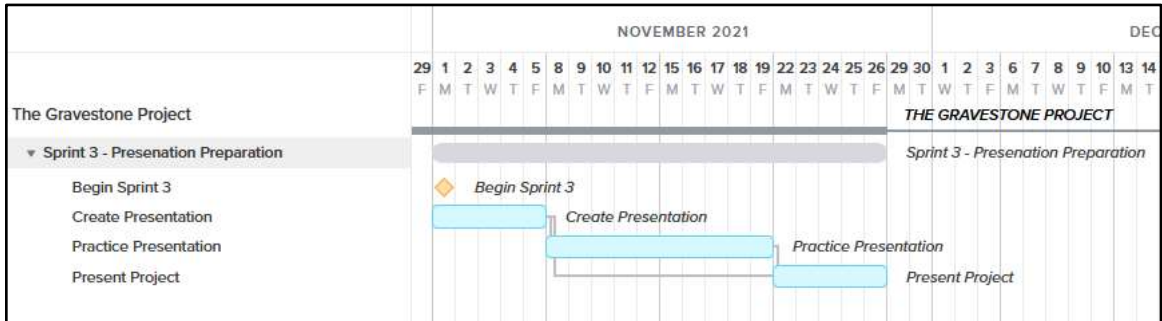 NOVEMBER 2021 DEC
29 1 2 3 4 5 8 9 10 11 12 15 16 17 18 19 22 23 24 25 26 29 30 1 2 3 6 7 8 9 10 13 14
F M T W T F M T W T F M T W T F M T W T F M T W T F M T W T F M T
The Gravestone Project THE GRAVESTONE PROJECT
Sprint 3 - Presenation Preparation Sprint 3 - Presenation Preparation
Begin Sprint 3 Begin Sprint 3
Create Presentation Create Presentation
Practice Presentation Practice Presentation
Present Project Present Project